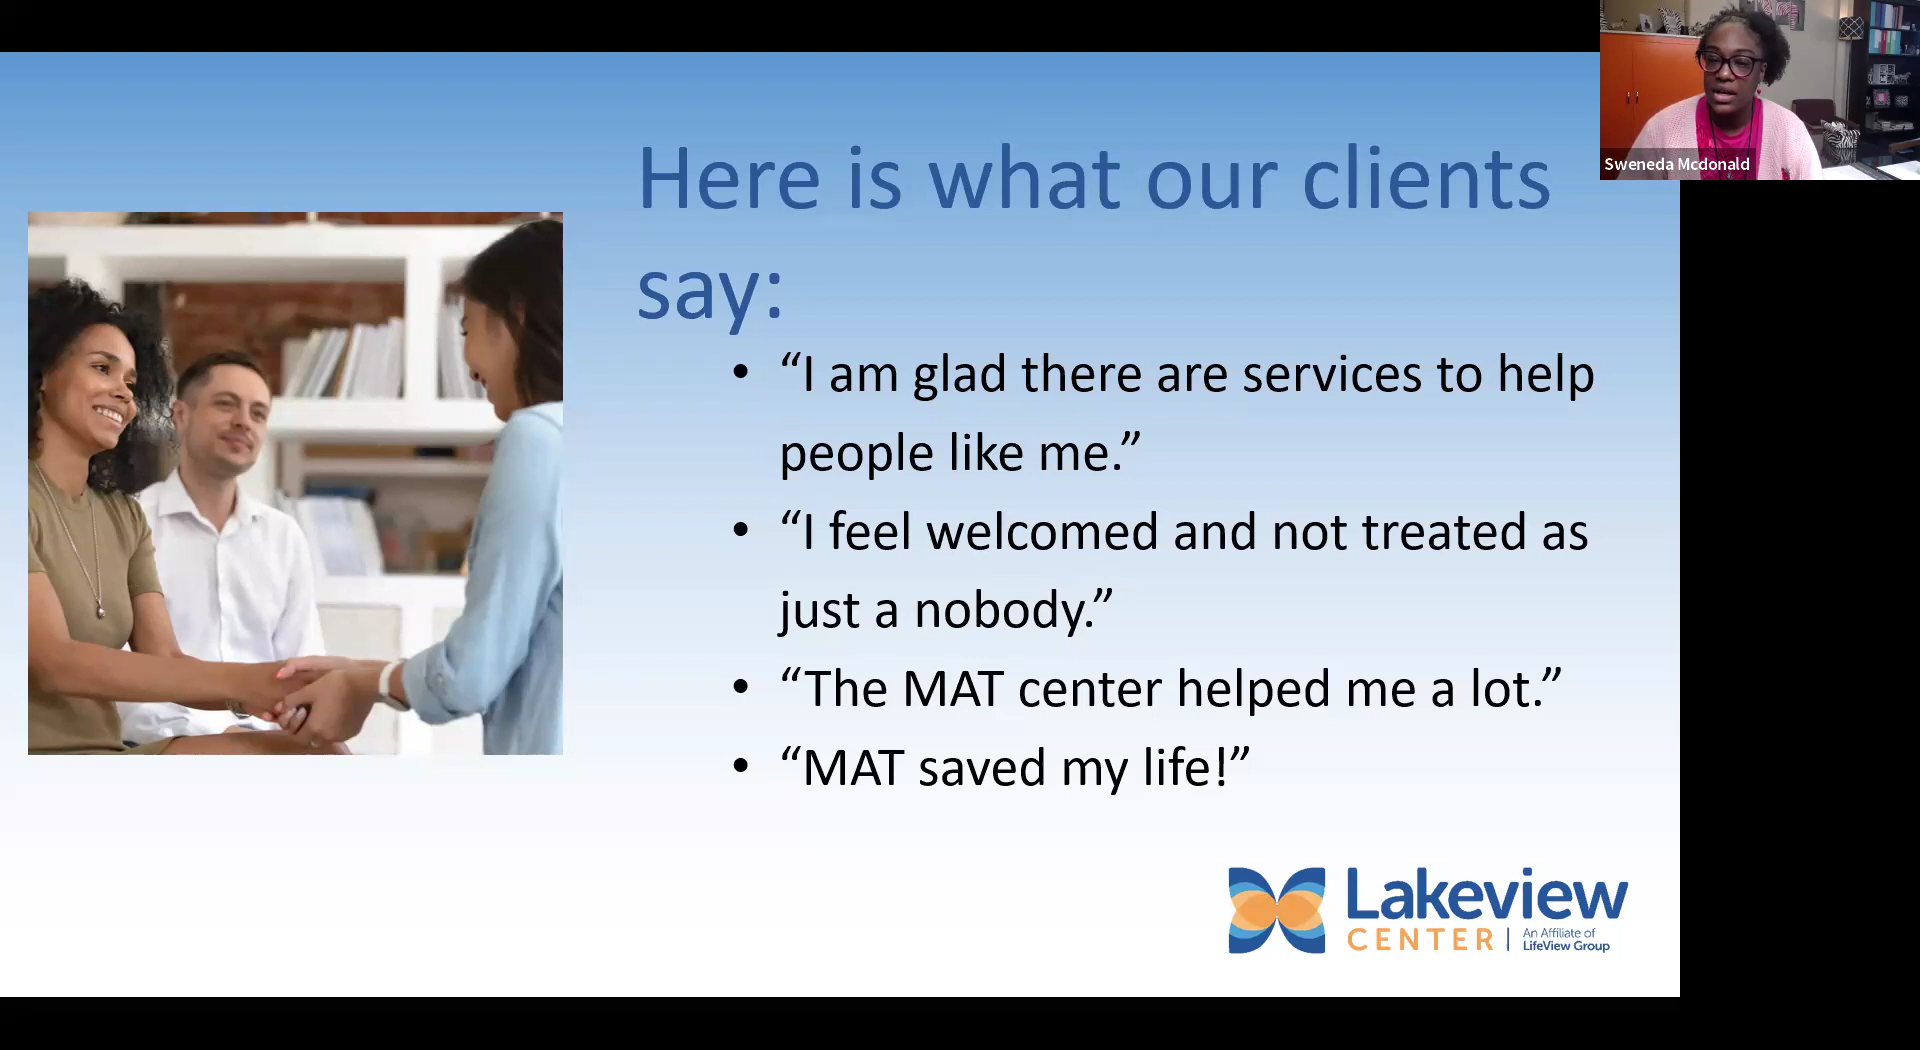 Here is what our clients
say:
• “I am glad there are services to help
people like me.”
• “I feel welcomed and not treated as
just a nobody.”
• “The MAT center helped me a lot.”
• “MAT saved my life!”
Lakeview
CENTER | An Affiliate of
LifeView Group
Sweneda Mcdonald